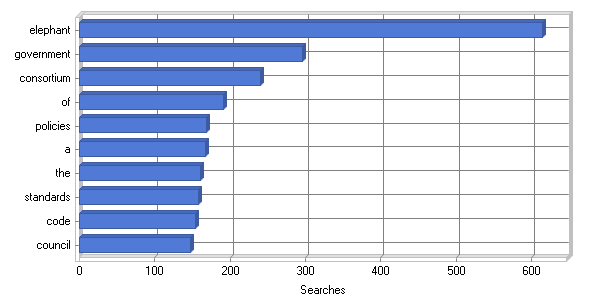 elephant
government
consortium
of
policies
a
the
standards
code
council
0 100 200 300 400 500 600
Searches